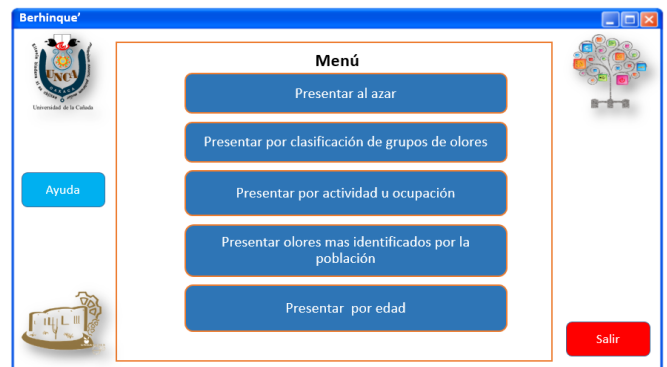 Berhinque’
UNCA
Universidad de la Cañada
Menú
Presentar al azar
Presentar por clasificación de grupos de olores
Presentar por actividad u ocupación
Presentar olores mas identificados por la
población
Presentar por edad
Ayuda
Salir